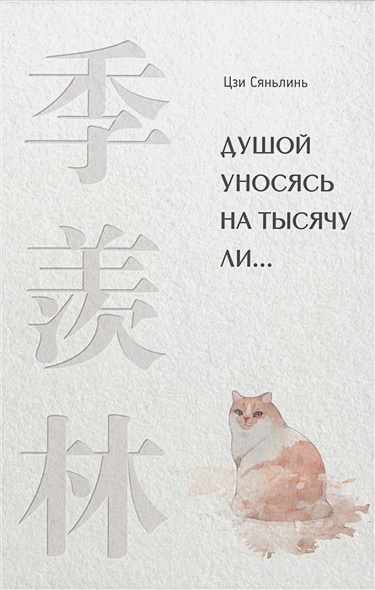 季羡林
Цзи Сяньлинь
ДУШОЙ
УНОСЯСЬ
НА ТЫСЯЧУ
ЛИ...